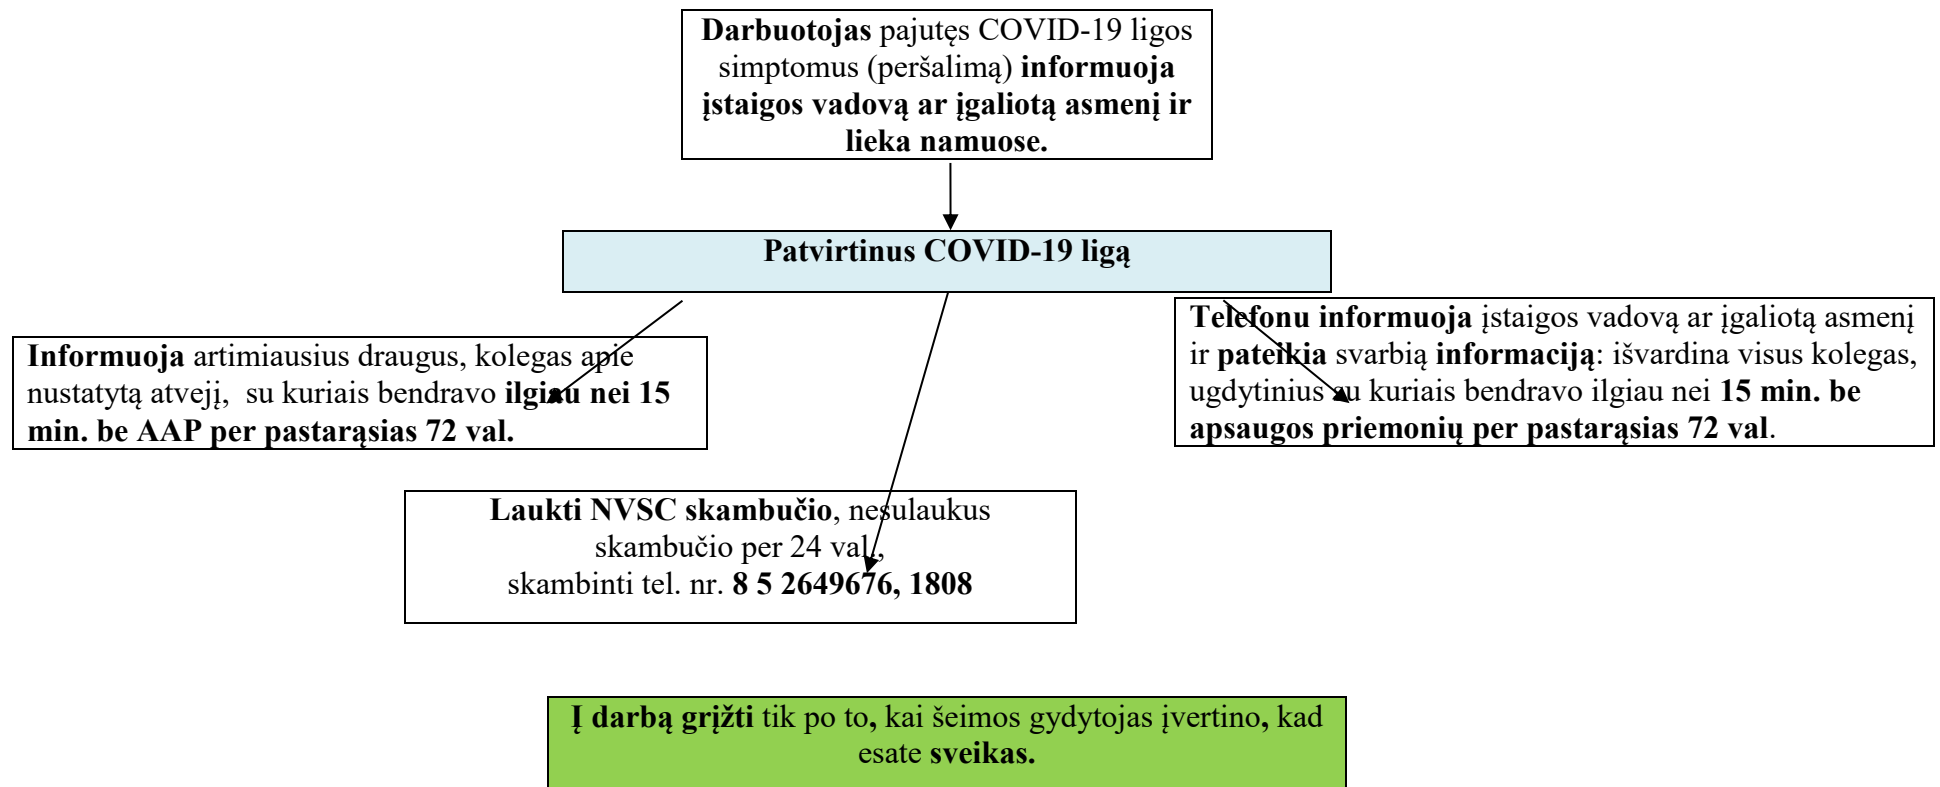 Darbuotojas pajutęs COVID-19 ligos
simptomus (peršalimą) informuoja
įstaigos vadovą ar įgaliotą asmenį ir
lieka namuose.
Patvirtinus COVID-19 ligą
Informuoja artimiausius draugus, kolegas apie
nustatytą atvejį, su kuriais bendravo ilgiau nei 15
min. be AAP per pastarąsias 72 val.
Telefonu informuoja įstaigos vadovą ar įgaliotą asmenį
ir pateikia svarbią informaciją: išvardina visus kolegas,
ugdytinius su kuriais bendravo ilgiau nei 15 min. be
apsaugos priemonių per pastarąsias 72 val.
Laukti NVSC skambučio, nesulaukus
skambučio per 24 val.,
skambinti tel. nr. 8 5 2649676, 1808
Į darbą grįžti tik po to, kai šeimos gydytojas įvertino, kad
esate sveikas.